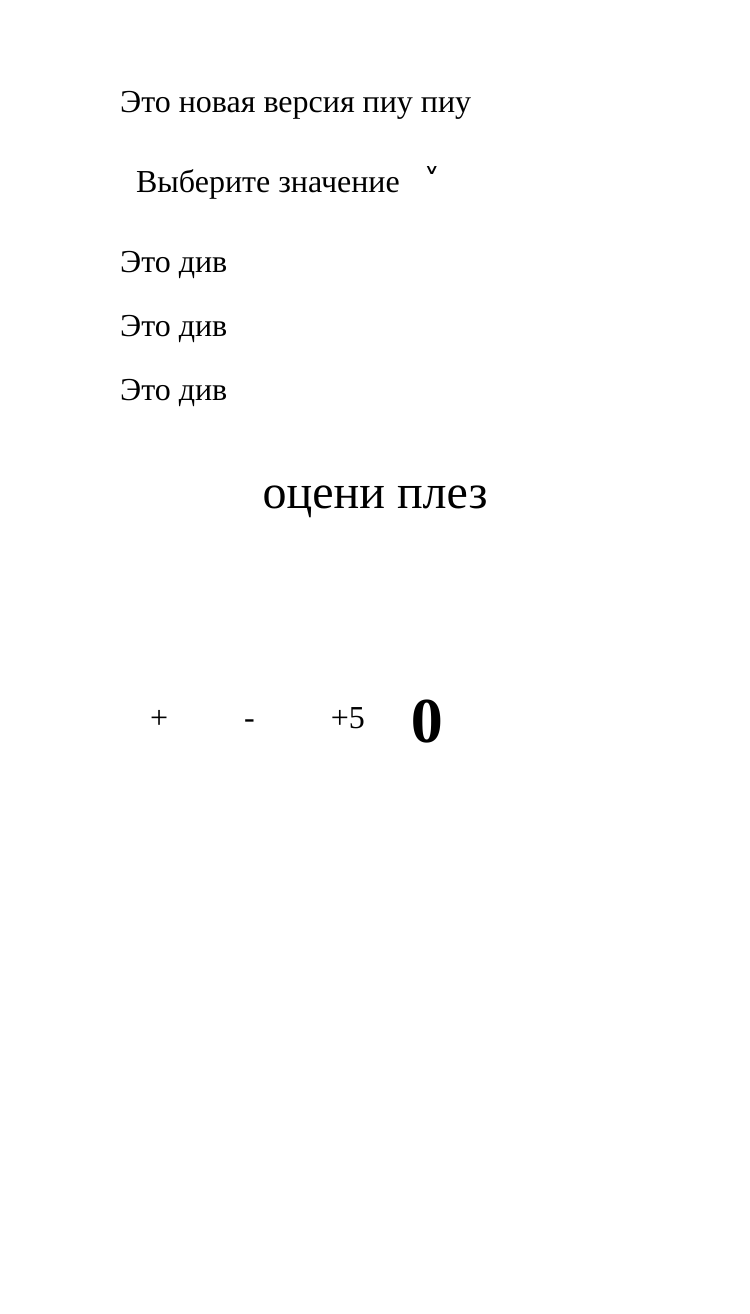 Это новая версия пиу пиу
Выберите значение ˅
Это див
Это див
Это див
оцени плез
+ - +5 0